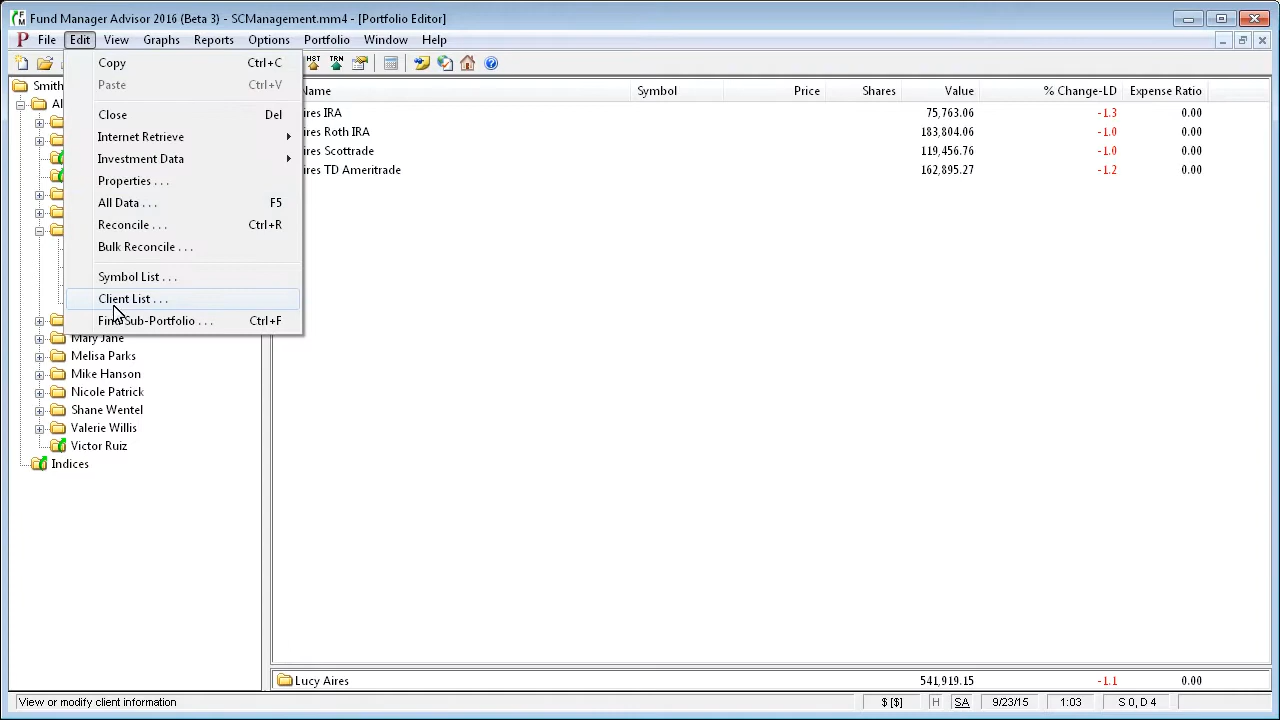 Fund Manager Advisor 2016 (Beta 3) - SCManagement.mm4 - [Portfolio Editor]
File Edit View Graphs Reports Options Portfolio Window Help
HST TRN
Copy Ctrl+C
Paste Ctrl+V
Close Del
Internet Retrieve
Investment Data
Properties . . .
All Data . . . F5
Reconcile . . . Ctrl+R
Bulk Reconcile . . .
Symbol List . . .
Client List . . .
Sub-Portfolio . . . Ctrl+F
Smith
Mary Jane
Melisa Parks
Mike Hanson
Nicole Patrick
Shane Wentel
Valerie Willis
Victor Ruiz
Indices
Name Symbol Price Shares Value % Change-LD Expense Ratio
ires IRA 75,763.06 -1.3 0.00
ires Roth IRA 183,804.06 -1.0 0.00
ires Scottrade 119,456.76 -1.0 0.00
ires TD Ameritrade 162,895.27 -1.2 0.00
Lucy Aires 541,919.15 -1.1 0.00
View or modify client information $ [$] H SA 9/23/15 1:03 S 0, D 4